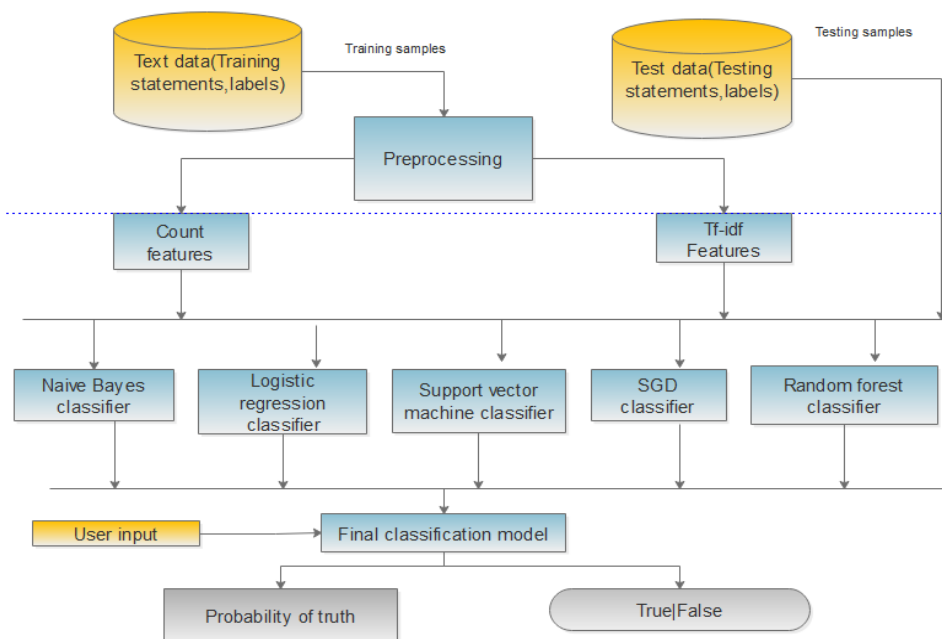 Training samples
Testing samples
Text data(Training
statements,labels)
Test data(Testing
statements,labels)
Preprocessing
Count
features
Tf-idf
Features
Naive Bayes
classifier
Logistic
regression
classifier
Support vector
machine classifier
SGD
classifier
Random forest
classifier
User input
Final classification model
Probability of truth
True|False